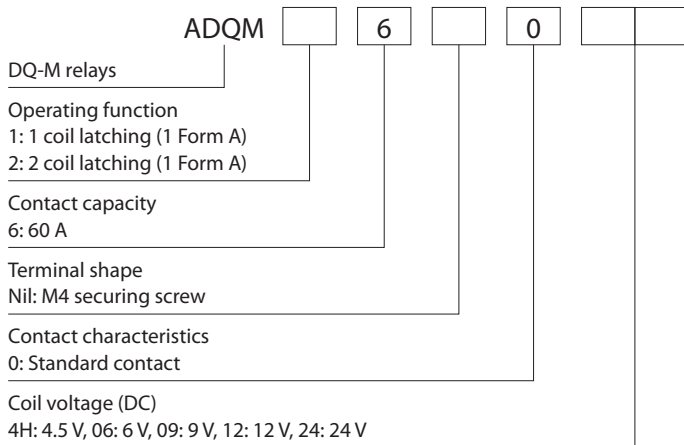 ADQM 6 0
DQ-M relays
Operating function
1: 1 coil latching (1 Form A)
2: 2 coil latching (1 Form A)
Contact capacity
6: 60 A
Terminal shape
Nil: M4 securing screw
Contact characteristics
0: Standard contact
Coil voltage (DC)
4H: 4.5 V, 06: 6 V, 09: 9 V, 12: 12 V, 24: 24 V